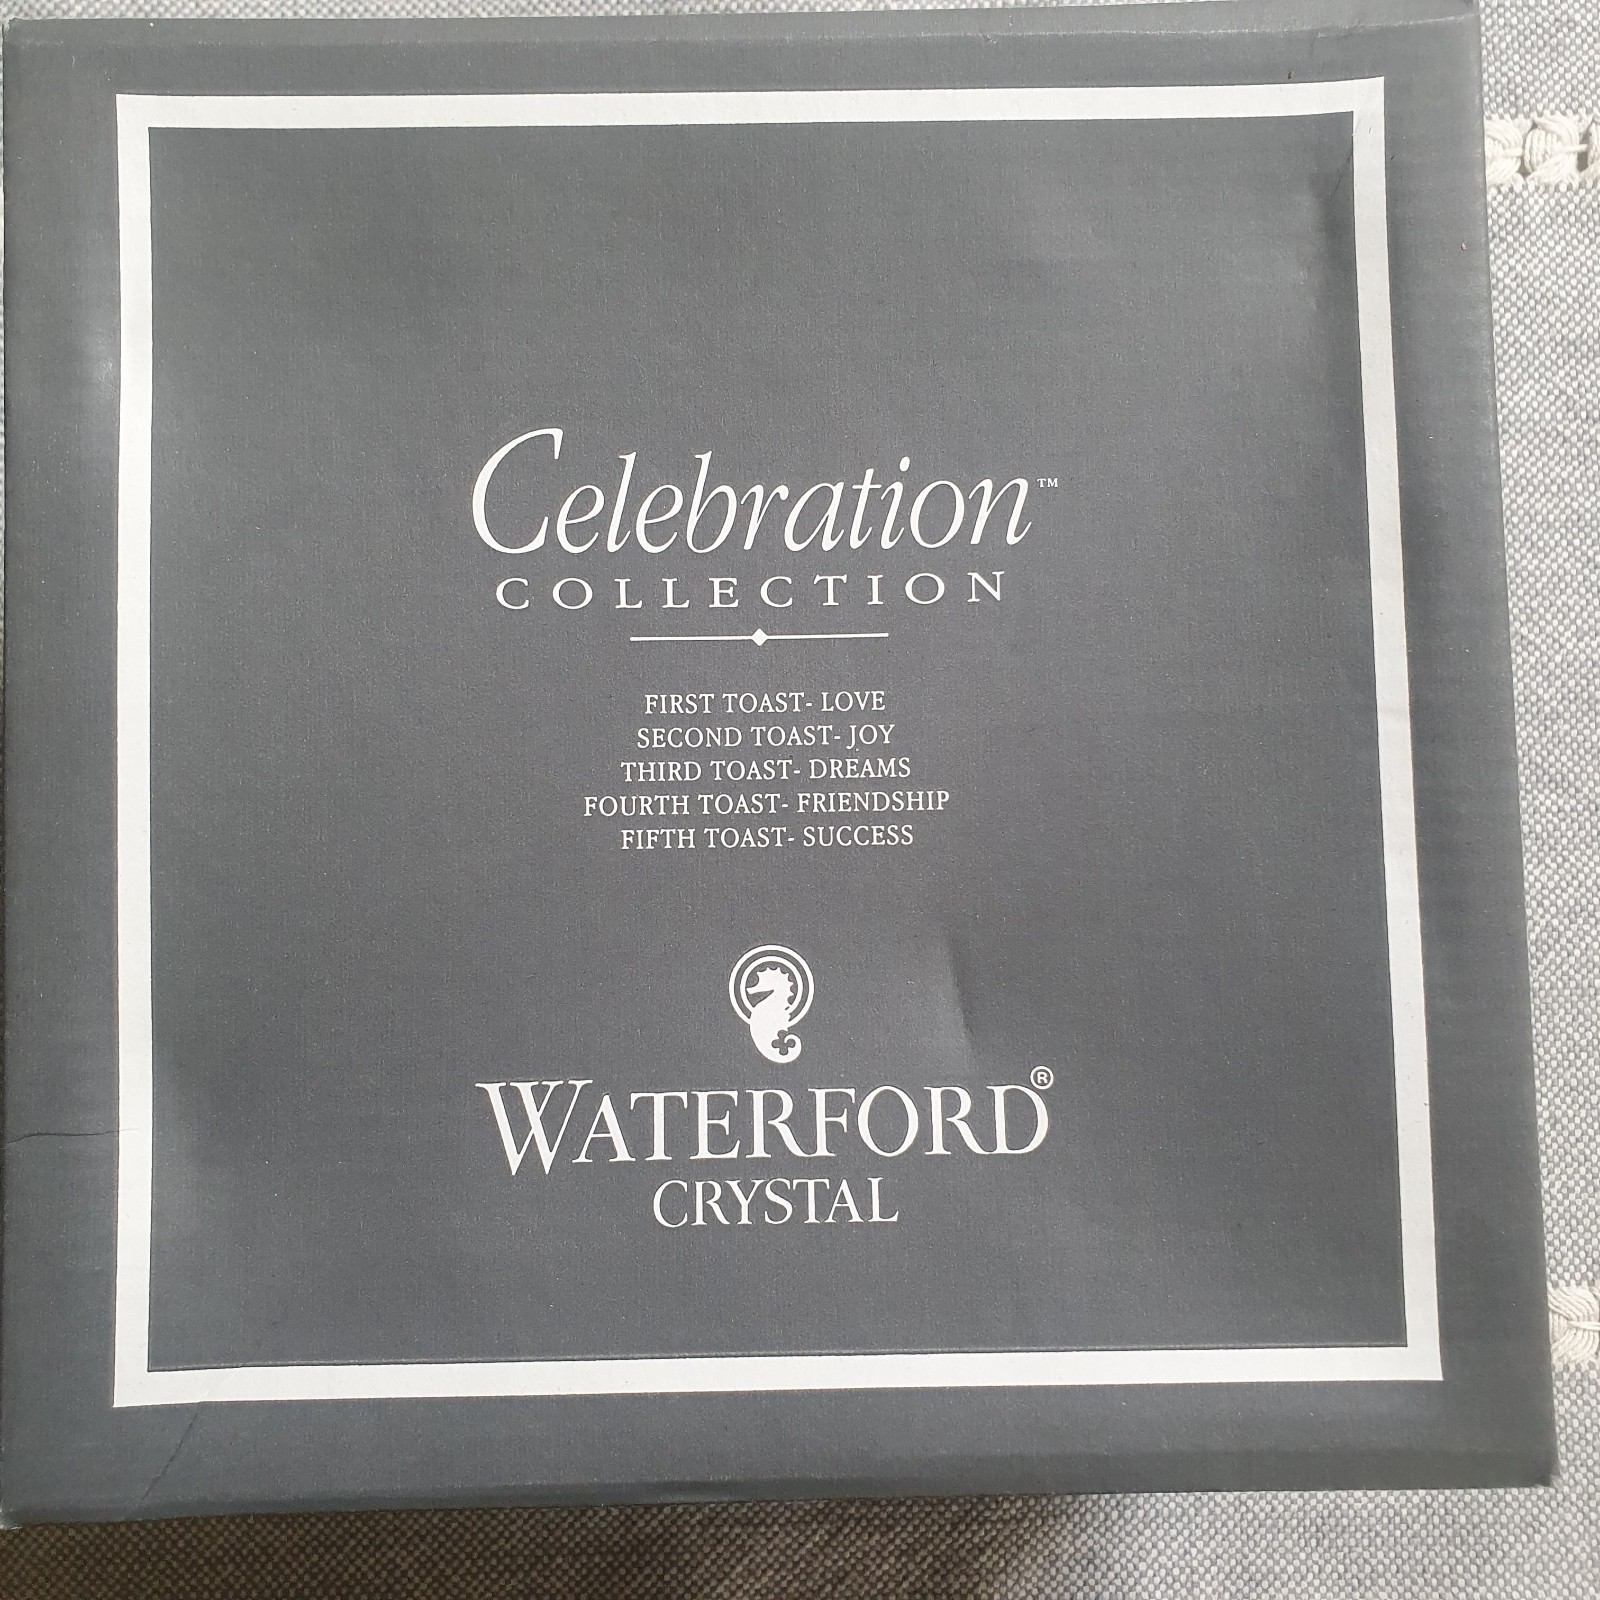 Celebration™
COLLECTION
FIRST TOAST- LOVE
SECOND TOAST- JOY
THIRD TOAST- DREAMS
FOURTH TOAST- FRIENDSHIP
FIFTH TOAST- SUCCESS
WATERFORD®
CRYSTAL